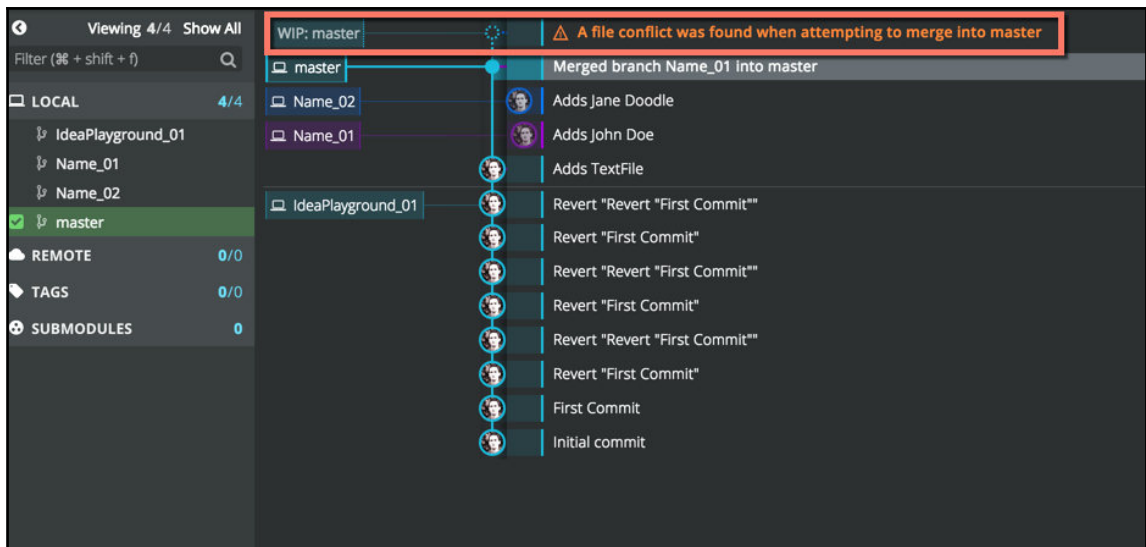 Viewing 4/4 Show All
Filter (⌘ + shift + f)
LOCAL 4/4
IdeaPlayground_01
Name_01
Name_02
master
REMOTE 0/0
TAGS 0/0
SUBMODULES 0
WIP: master A file conflict was found when attempting to merge into master
master Merged branch Name_01 into master
Name_02 Adds Jane Doodle
Name_01 Adds John Doe
Adds TextFile
IdeaPlayground_01 Revert "Revert "First Commit""
Revert "First Commit"
Revert "Revert "First Commit""
Revert "First Commit"
Revert "Revert "First Commit""
Revert "First Commit"
First Commit
Initial commit